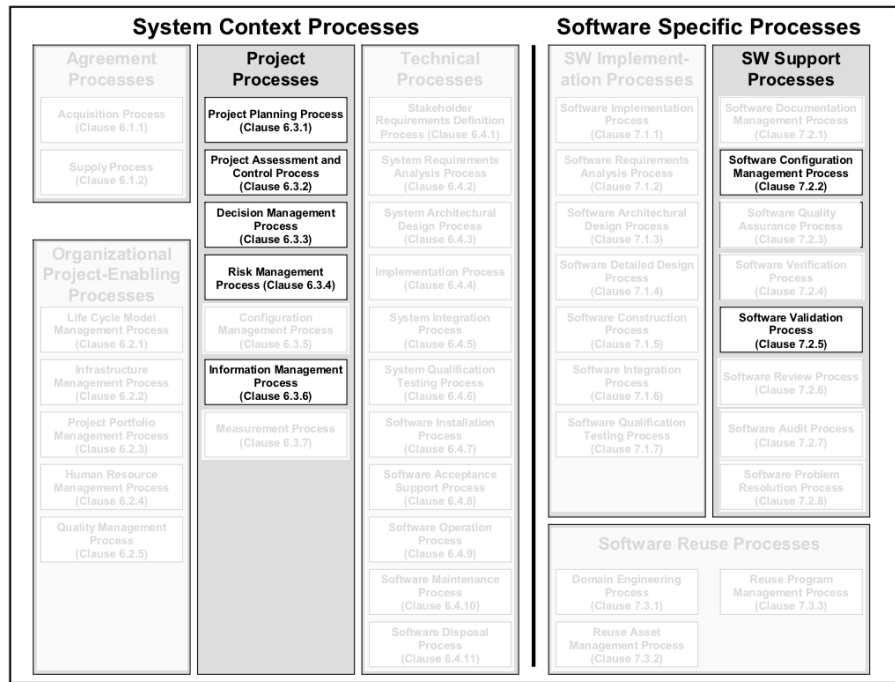 System Context Processes
Software Specific Processes
Agreement
Processes
Acquisition Process
(Clause 6.1.1)
Supply Process
(Clause 6.1.2)
Organizational
Project-Enabling
Processes
Life Cycle Model
Management Process
(Clause 6.2.1)
Infrastructure
Management Process
(Clause 6.2.2)
Project Portfolio
Management Process
(Clause 6.2.3)
Human Resource
Management Process
(Clause 6.2.4)
Quality Management
Process
(Clause 6.2.5)
Project
Processes
Project Planning Process
(Clause 6.3.1)
Project Assessment and
Control Process
(Clause 6.3.2)
Decision Management
Process
(Clause 6.3.3)
Risk Management
Process (Clause 6.3.4)
Configuration
Management Process
(Clause 6.3.5)
Information Management
Process
(Clause 6.3.6)
Measurement Process
(Clause 6.3.7)
Technical
Processes
Stakeholder
Requirements Definition
Process (Clause 6.4.1)
System Requirements
Analysis Process
(Clause 6.4.2)
System Architectural
Design Process
(Clause 6.4.3)
Implementation Process
(Clause 6.4.4)
System Integration
Process
(Clause 6.4.5)
System Qualification
Testing Process
(Clause 6.4.6)
Software Installation
Process
(Clause 6.4.7)
Software Acceptance
Support Process
(Clause 6.4.8)
Software Operation
Process
(Clause 6.4.9)
Software Maintenance
Process
(Clause 6.4.10)
Software Disposal
Process
(Clause 6.4.11)
SW Implement-
ation Processes
Software Implementation
Process
(Clause 7.1.1)
Software Requirements
Analysis Process
(Clause 7.1.2)
Software Architectural
Design Process
(Clause 7.1.3)
Software Detailed Design
Process
(Clause 7.1.4)
Software Construction
Process
(Clause 7.1.5)
Software Integration
Process
(Clause 7.1.6)
Software Qualification
Testing Process
(Clause 7.1.7)
SW Support
Processes
Software Documentation
Management Process
(Clause 7.2.1)
Software Configuration
Management Process
(Clause 7.2.2)
Software Quality
Assurance Process
(Clause 7.2.3)
Software Verification
Process
(Clause 7.2.4)
Software Validation
Process
(Clause 7.2.5)
Software Review Process
(Clause 7.2.6)
Software Audit Process
(Clause 7.2.7)
Software Problem
Resolution Process
(Clause 7.2.8)
Software Reuse Processes
Domain Engineering
Process
(Clause 7.3.1)
Reuse Program
Management Process
(Clause 7.3.3)
Reuse Asset
Management Process
(Clause 7.3.2)